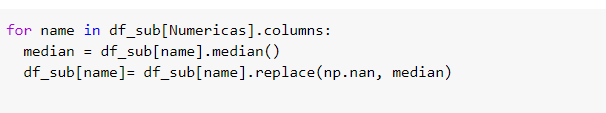 for name in df_sub[Numericas].columns:
  median = df_sub[name].median()
  df_sub[name]= df_sub[name].replace(np.nan, median)